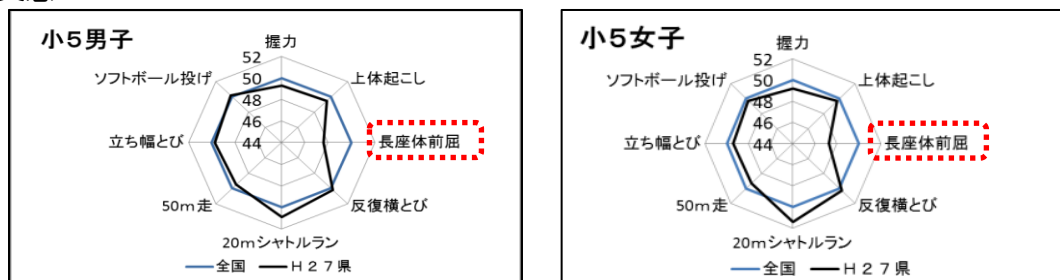 小5男子
握力
52
50
48
46
44
上体起こし
長座体前屈
反復横とび
20mシャトルラン
50m走
立ち幅とび
ソフトボール投げ
全国
H27県
小5女子
握力
52
50
48
46
44
上体起こし
長座体前屈
反復横とび
20mシャトルラン
50m走
立ち幅とび
ソフトボール投げ
全国
H27県